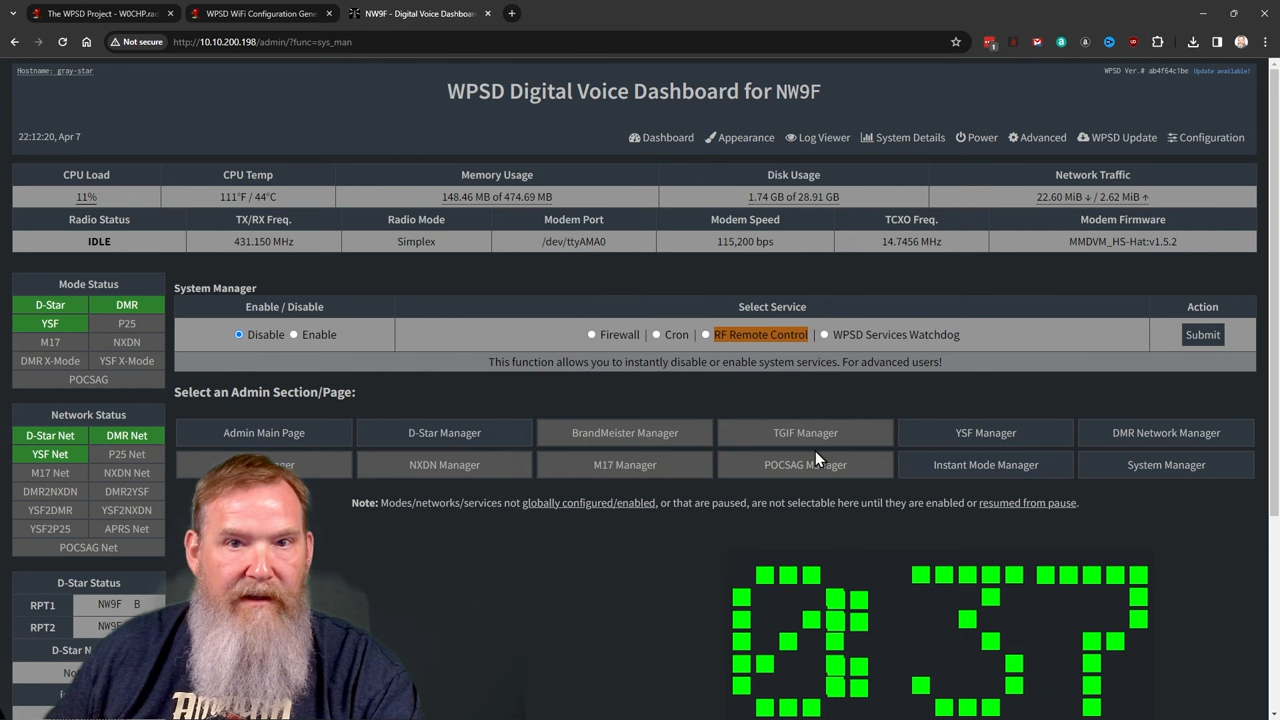 The WPSD Project - W0CHP.rad
WPSD WiFi Configuration Gene
NW9F - Digital Voice Dashboar
Not secure
http://10.10.200.198/admin/?func=sys_man
Hostname: gray-star
WPSD Ver.# ab4f64c1be Update available!
WPSD Digital Voice Dashboard for NW9F
22:12:20, Apr 7
Dashboard Appearance Log Viewer System Details Power Advanced WPSD Update Configuration
CPU Load CPU Temp Memory Usage Disk Usage Network Traffic
11% 111°F / 44°C 148.46 MB of 474.69 MB 1.74 GB of 28.91 GB 22.60 MiB ↓ / 2.62 MiB ↑
Radio Status TX/RX Freq. Radio Mode Modem Port Modem Speed TCXO Freq. Modem Firmware
IDLE 431.150 MHz Simplex /dev/ttyAMA0 115,200 bps 14.7456 MHz MMDVM_HS-Hat:v1.5.2
Mode Status
D-Star DMR
YSF P25
M17 NXDN
DMR X-Mode YSF X-Mode
POCSAG
Network Status
D-Star Net DMR Net
YSF Net P25 Net
M17 Net NXDN Net
DMR2NXDN DMR2YSF
YSF2DMR YSF2NXDN
YSF2P25 APRS Net
POCSAG Net
D-Star Status
RPT1 NW9F B
RPT2 NW9F
D-Star N
No
System Manager
Enable / Disable Select Service Action
Disable Enable Firewall | Cron | RF Remote Control | WPSD Services Watchdog Submit
This function allows you to instantly disable or enable system services. For advanced users!
Select an Admin Section/Page:
Admin Main Page D-Star Manager BrandMeister Manager TGIF Manager YSF Manager DMR Network Manager
ager NXDN Manager M17 Manager POCSAG Manager Instant Mode Manager System Manager
Note: Modes/networks/services not globally configured/enabled, or that are paused, are not selectable here until they are enabled or resumed from pause.
0:37